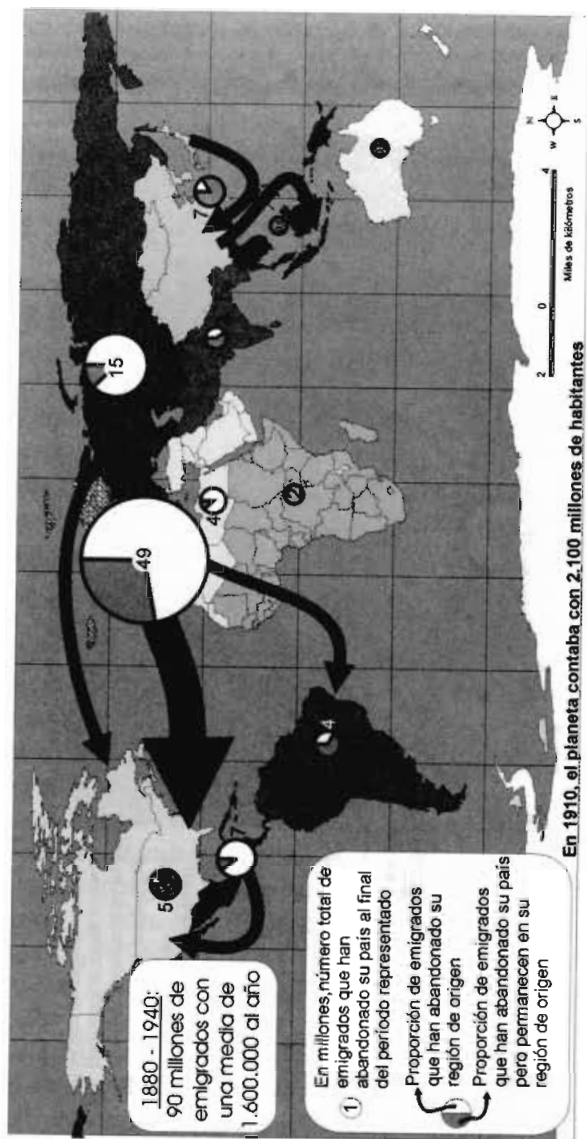 1880 - 1940:
90 millones de
emigrados con
una media de
1.600.000 al año
En millones, número total de
emigrados que han
abandonado su país al final
del período representado
1
Proporción de emigrados
que han abandonado su
región de origen
Proporción de emigrados
que han abandonado su país
pero permanecen en su
región de origen
5
7
4
49
15
4
2
7
N
W
E
S
2
0
4
Miles de kilómetros
En 1910, el planeta contaba con 2.100 millones de habitantes